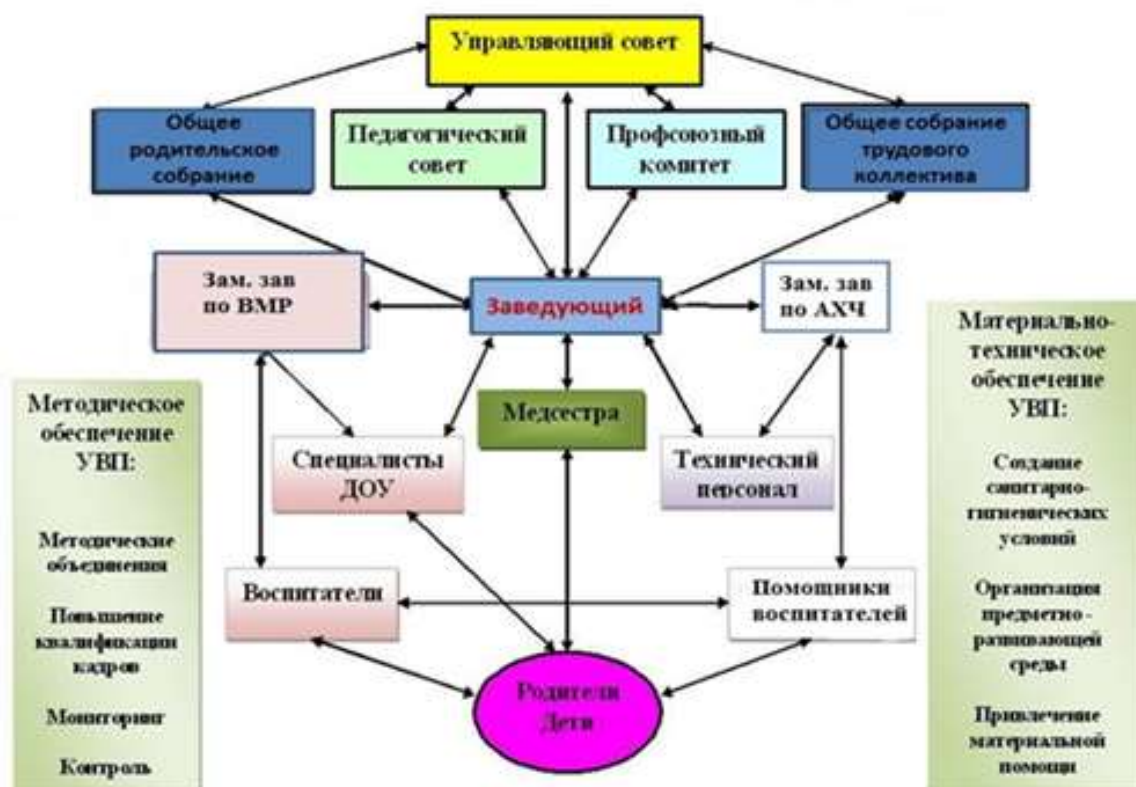 Управляющий совет
Общее
родительское
собрание
Педагогический
совет
Профсоюзный
комитет
Общее собрание
трудового
коллектива
Зам. зав
по ВМР
Заведующий
Зам. зав
по АХЧ
Методическое
обеспечение
УВП:
Методические
объединения
Повышение
квалификации
кадров
Мониторинг
Контроль
Медсестра
Специалисты
ДОУ
Технический
персонал
Воспитатели
Помощники
воспитателей
Родители
Дети
Материально-
техническое
обеспечение
УВП:
Создание
санитарно-
гигиенических
условий
Организация
предметно-
развивающей
среды
Привлечение
материальной
помощи